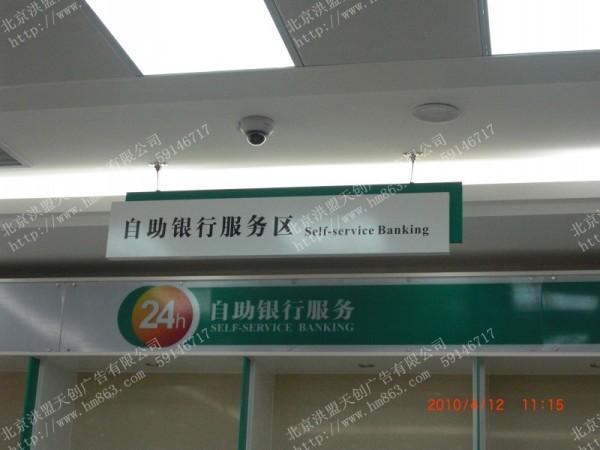 自助银行服务区 Self-service Banking
24h 自助银行服务
SELF-SERVICE BANKING
2010/4/12 11:15
北京洪盟天创广告有限公司 59146717
http://www.hm863.com